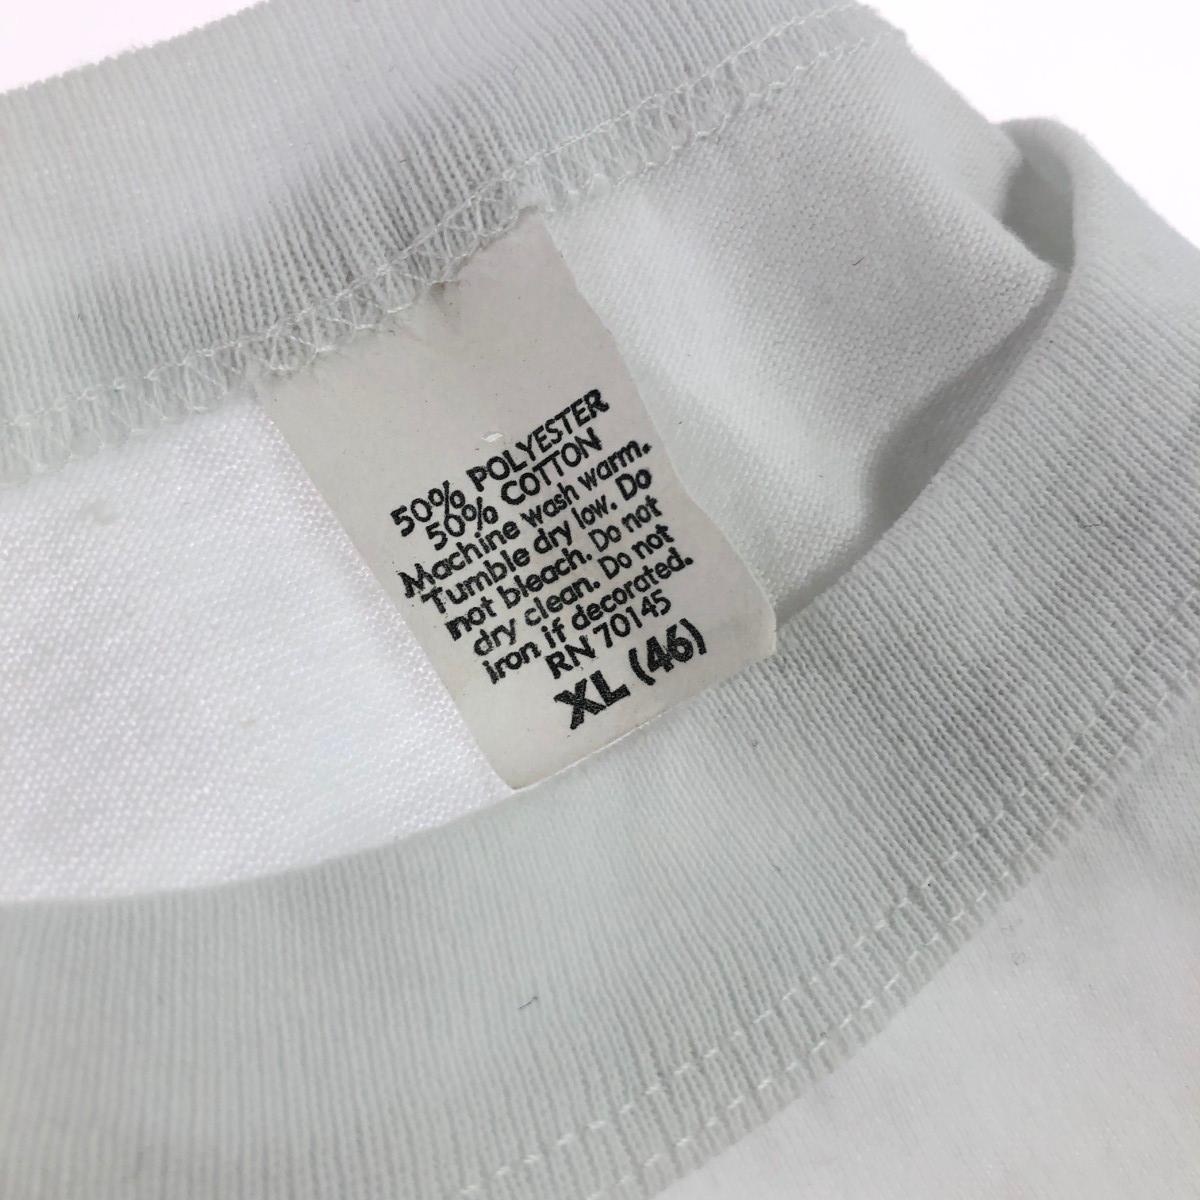 50% POLYESTER
50% COTTON
Machine wash warm.
Tumble dry low. Do
not bleach. Do not
dry clean. Do not
iron if decorated.
RN 70145
XL (46)